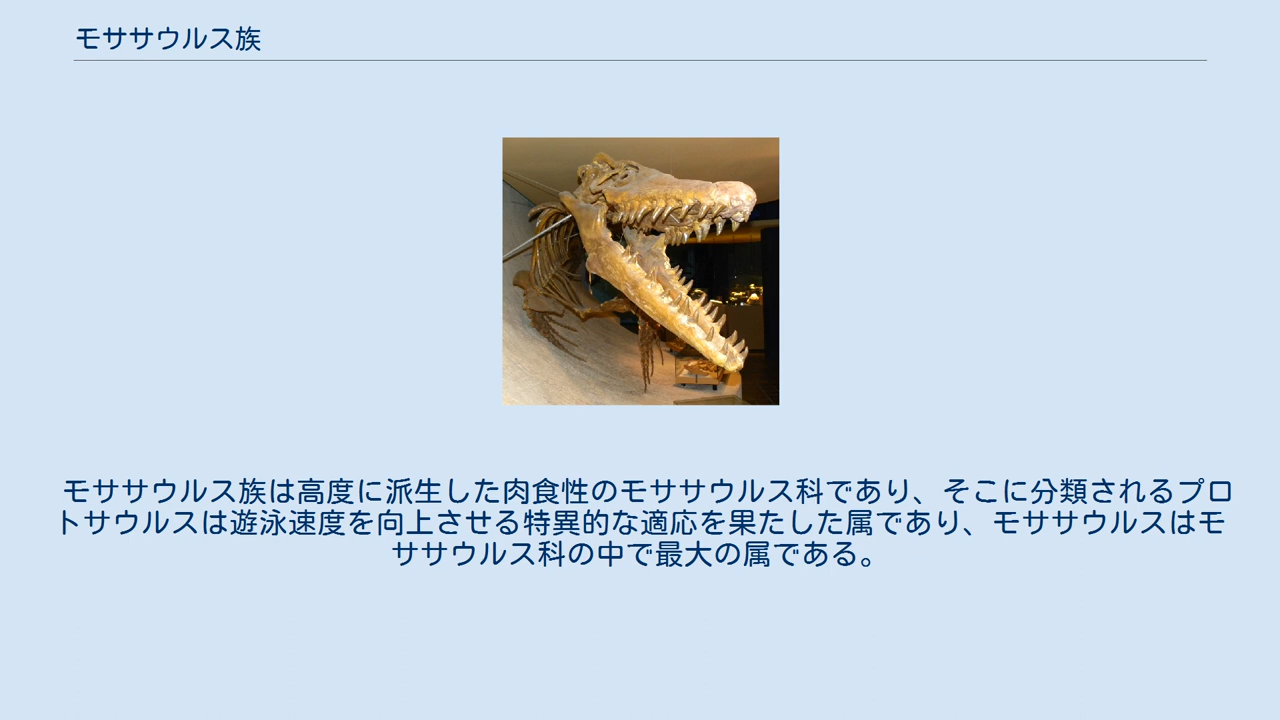 モササウルス族
モササウルス族は高度に派生した肉食性のモササウルス科であり、そこに分類されるプロ
トサウルスは遊泳速度を向上させる特異的な適応を果たした属であり、モササウルスはモ
ササウルス科の中で最大の属である。